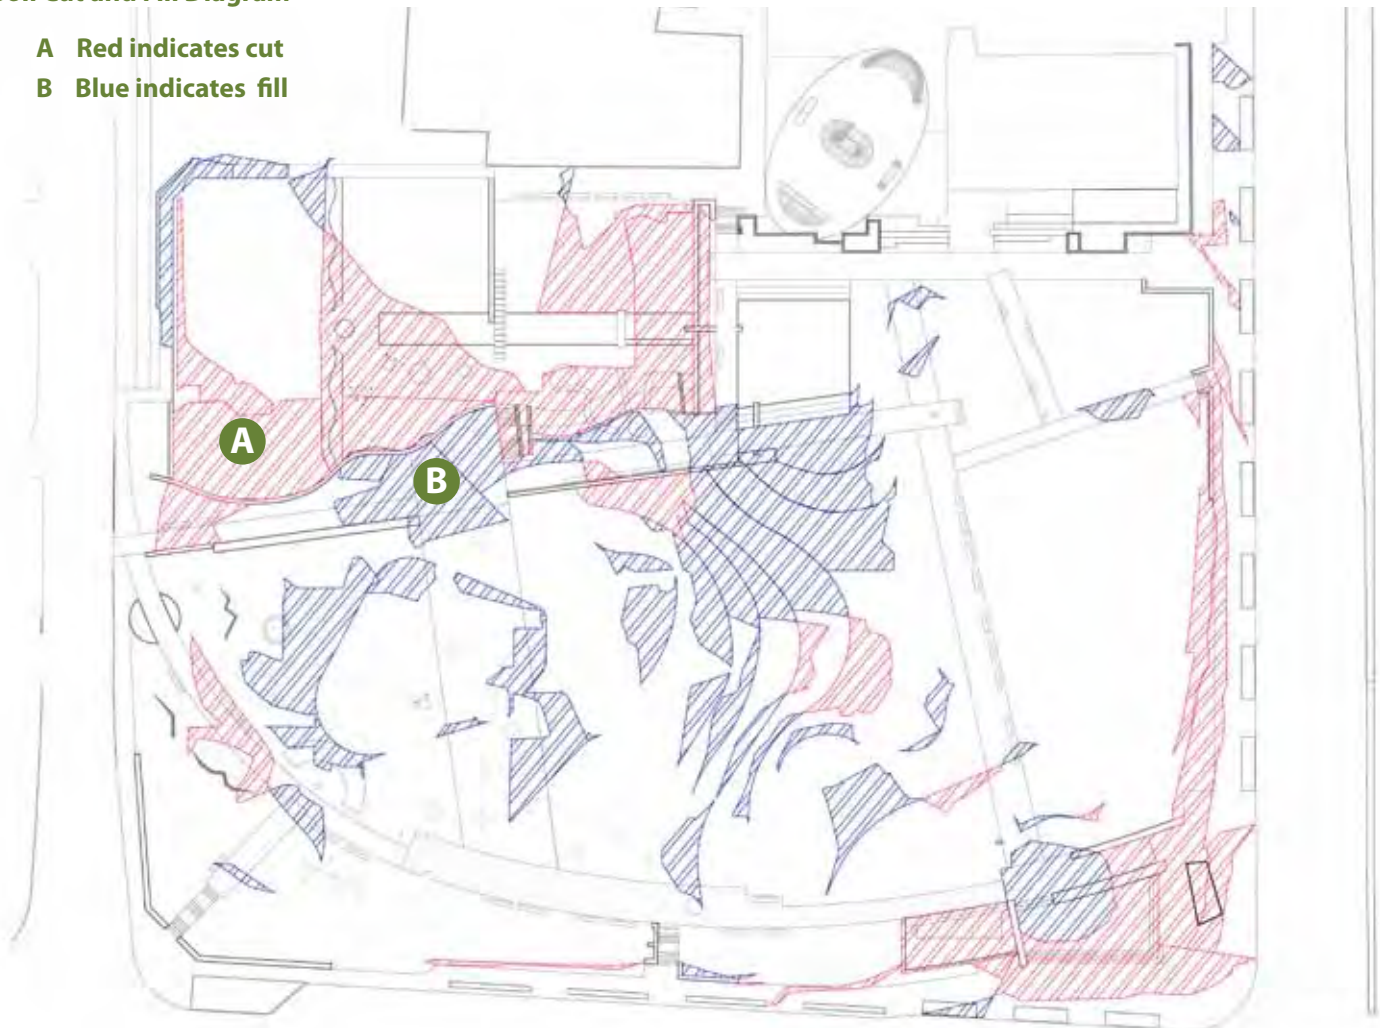 A Red indicates cut
B Blue indicates fill
A
B